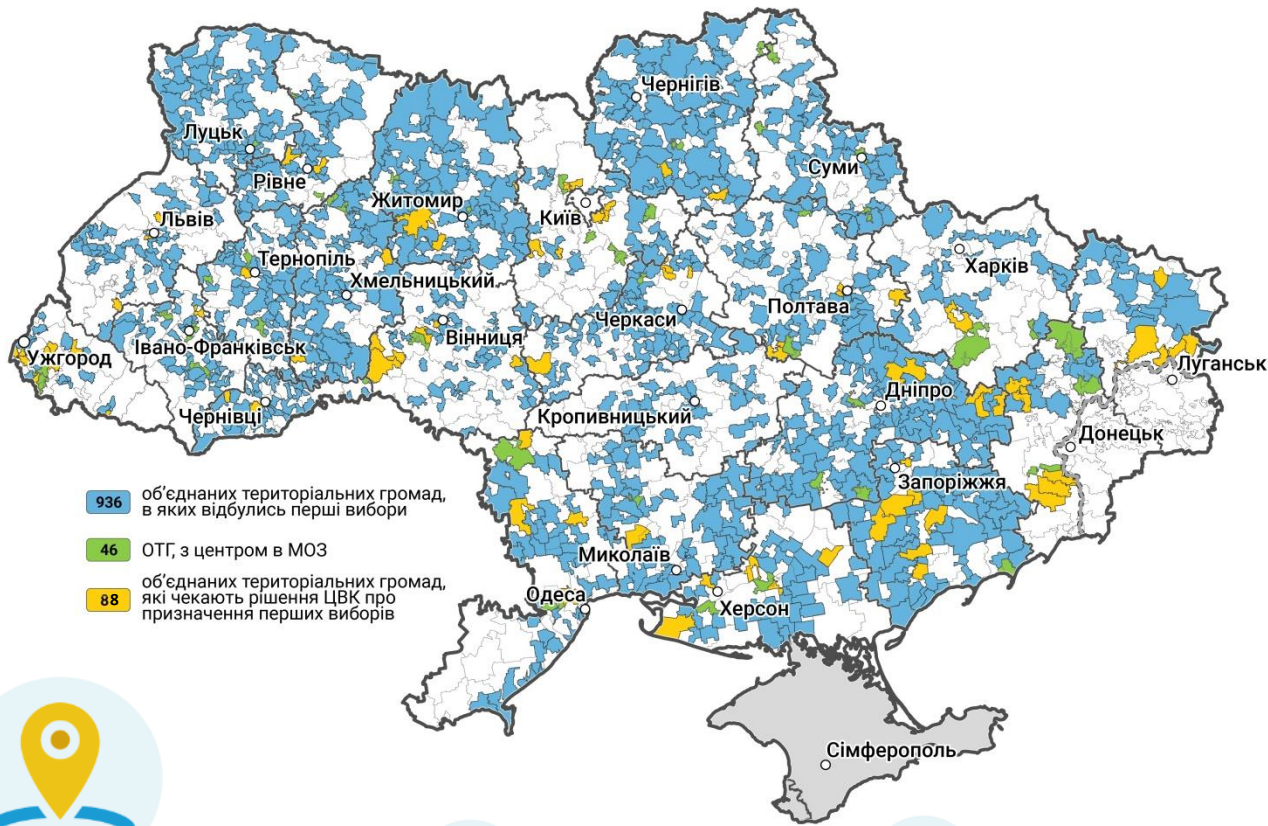 Чернігів
Луцьк
Суми
Рівне
Житомир
Київ
Львів
Харків
Тернопіль
Хмельницький
Полтава
Черкаси
Вінниця
Ужгород
Івано-Франківськ
Луганськ
Чернівці
Кропивницький
Дніпро
Донецьк
Запоріжжя
936 об’єднаних територіальних громад,
в яких відбулись перші вибори
46 ОТГ, з центром в МОЗ
88 об’єднаних територіальних громад,
які чекають рішення ЦВК про
призначення перших виборів
Миколаїв
Одеса
Херсон
Сімферополь